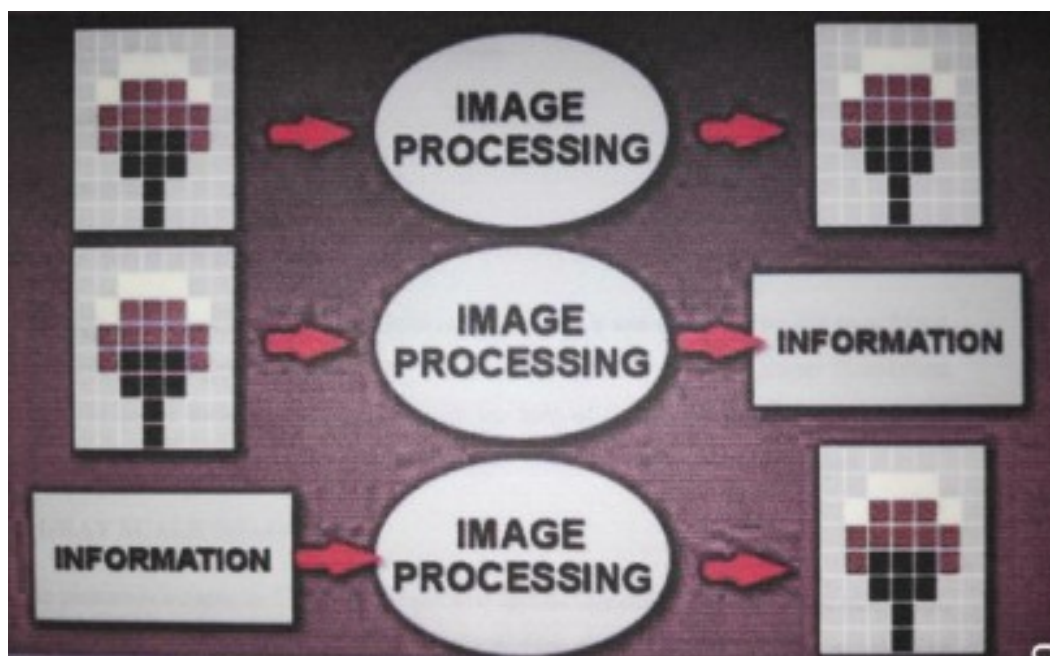 IMAGE
PROCESSING
IMAGE
PROCESSING
INFORMATION
INFORMATION
IMAGE
PROCESSING